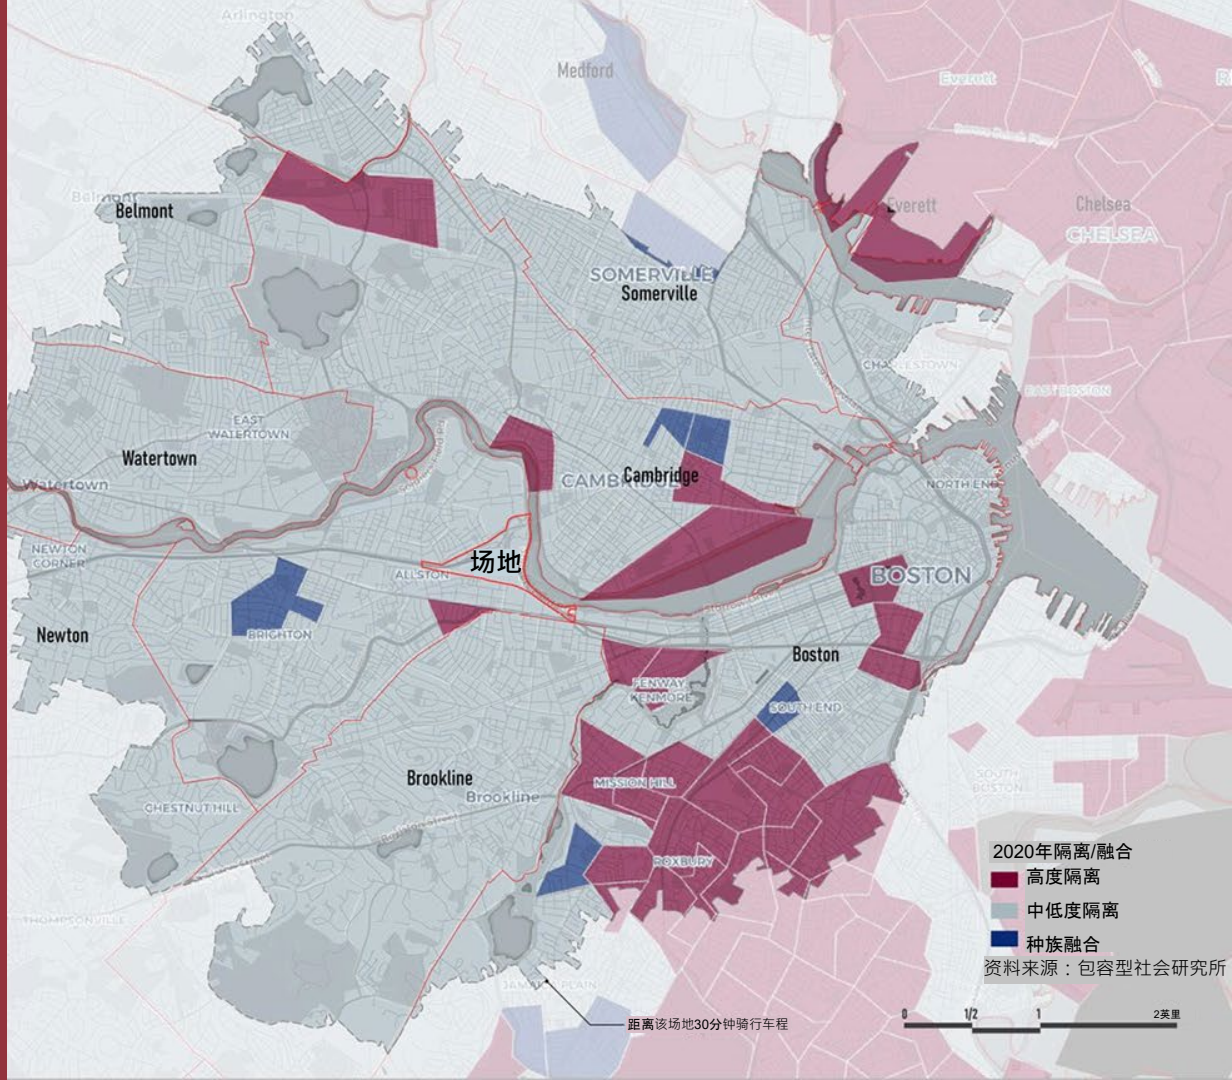 Arlington
Medford
Everett
Belmont
Belmont
Everett
Chelsea
CHELSEA
SOMERVILLE
Somerville
CHARLESTOWN
EAST BOSTON
EAST
WATERTOWN
Watertown
Watertown
CAMBRIDGE
Cambridge
NORTH END
NEWTON
CORNER
场地
ALLSTON
BOSTON
Newton
BRIGHTON
Boston
FENWAY
KENMORE
SOUTH END
Brookline
Brookline
MISSION HILL
SOUTH
BOSTON
CHESTNUT HILL
ROXBURY
THOMPSONVILLE
JAMAICA PLAIN
2020年隔离/融合
高度隔离
中低度隔离
种族融合
资料来源：包容型社会研究所
距离该场地30分钟骑行车程
0 1/2 1 2英里